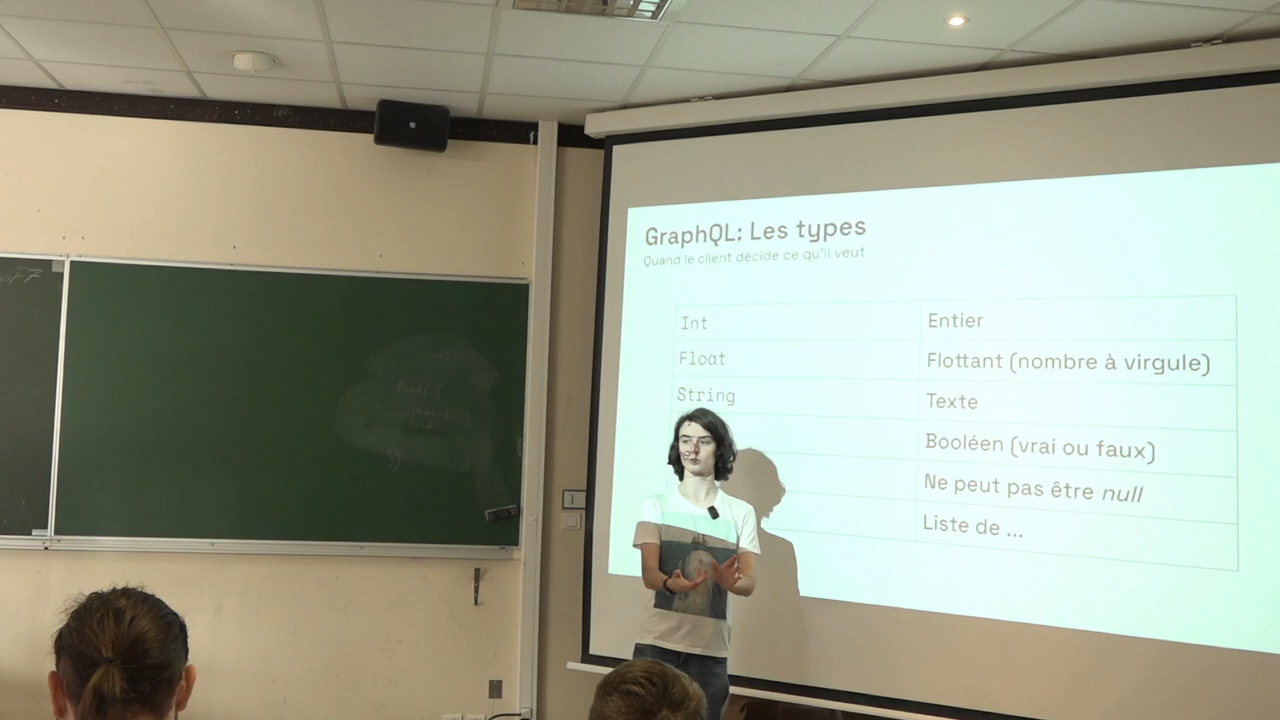 GraphQL: Les types
Quand le client décide ce qu'il veut
Int Entier
Float Flottant (nombre à virgule)
String Texte
Booléen (vrai ou faux)
Ne peut pas être null
Liste de ...